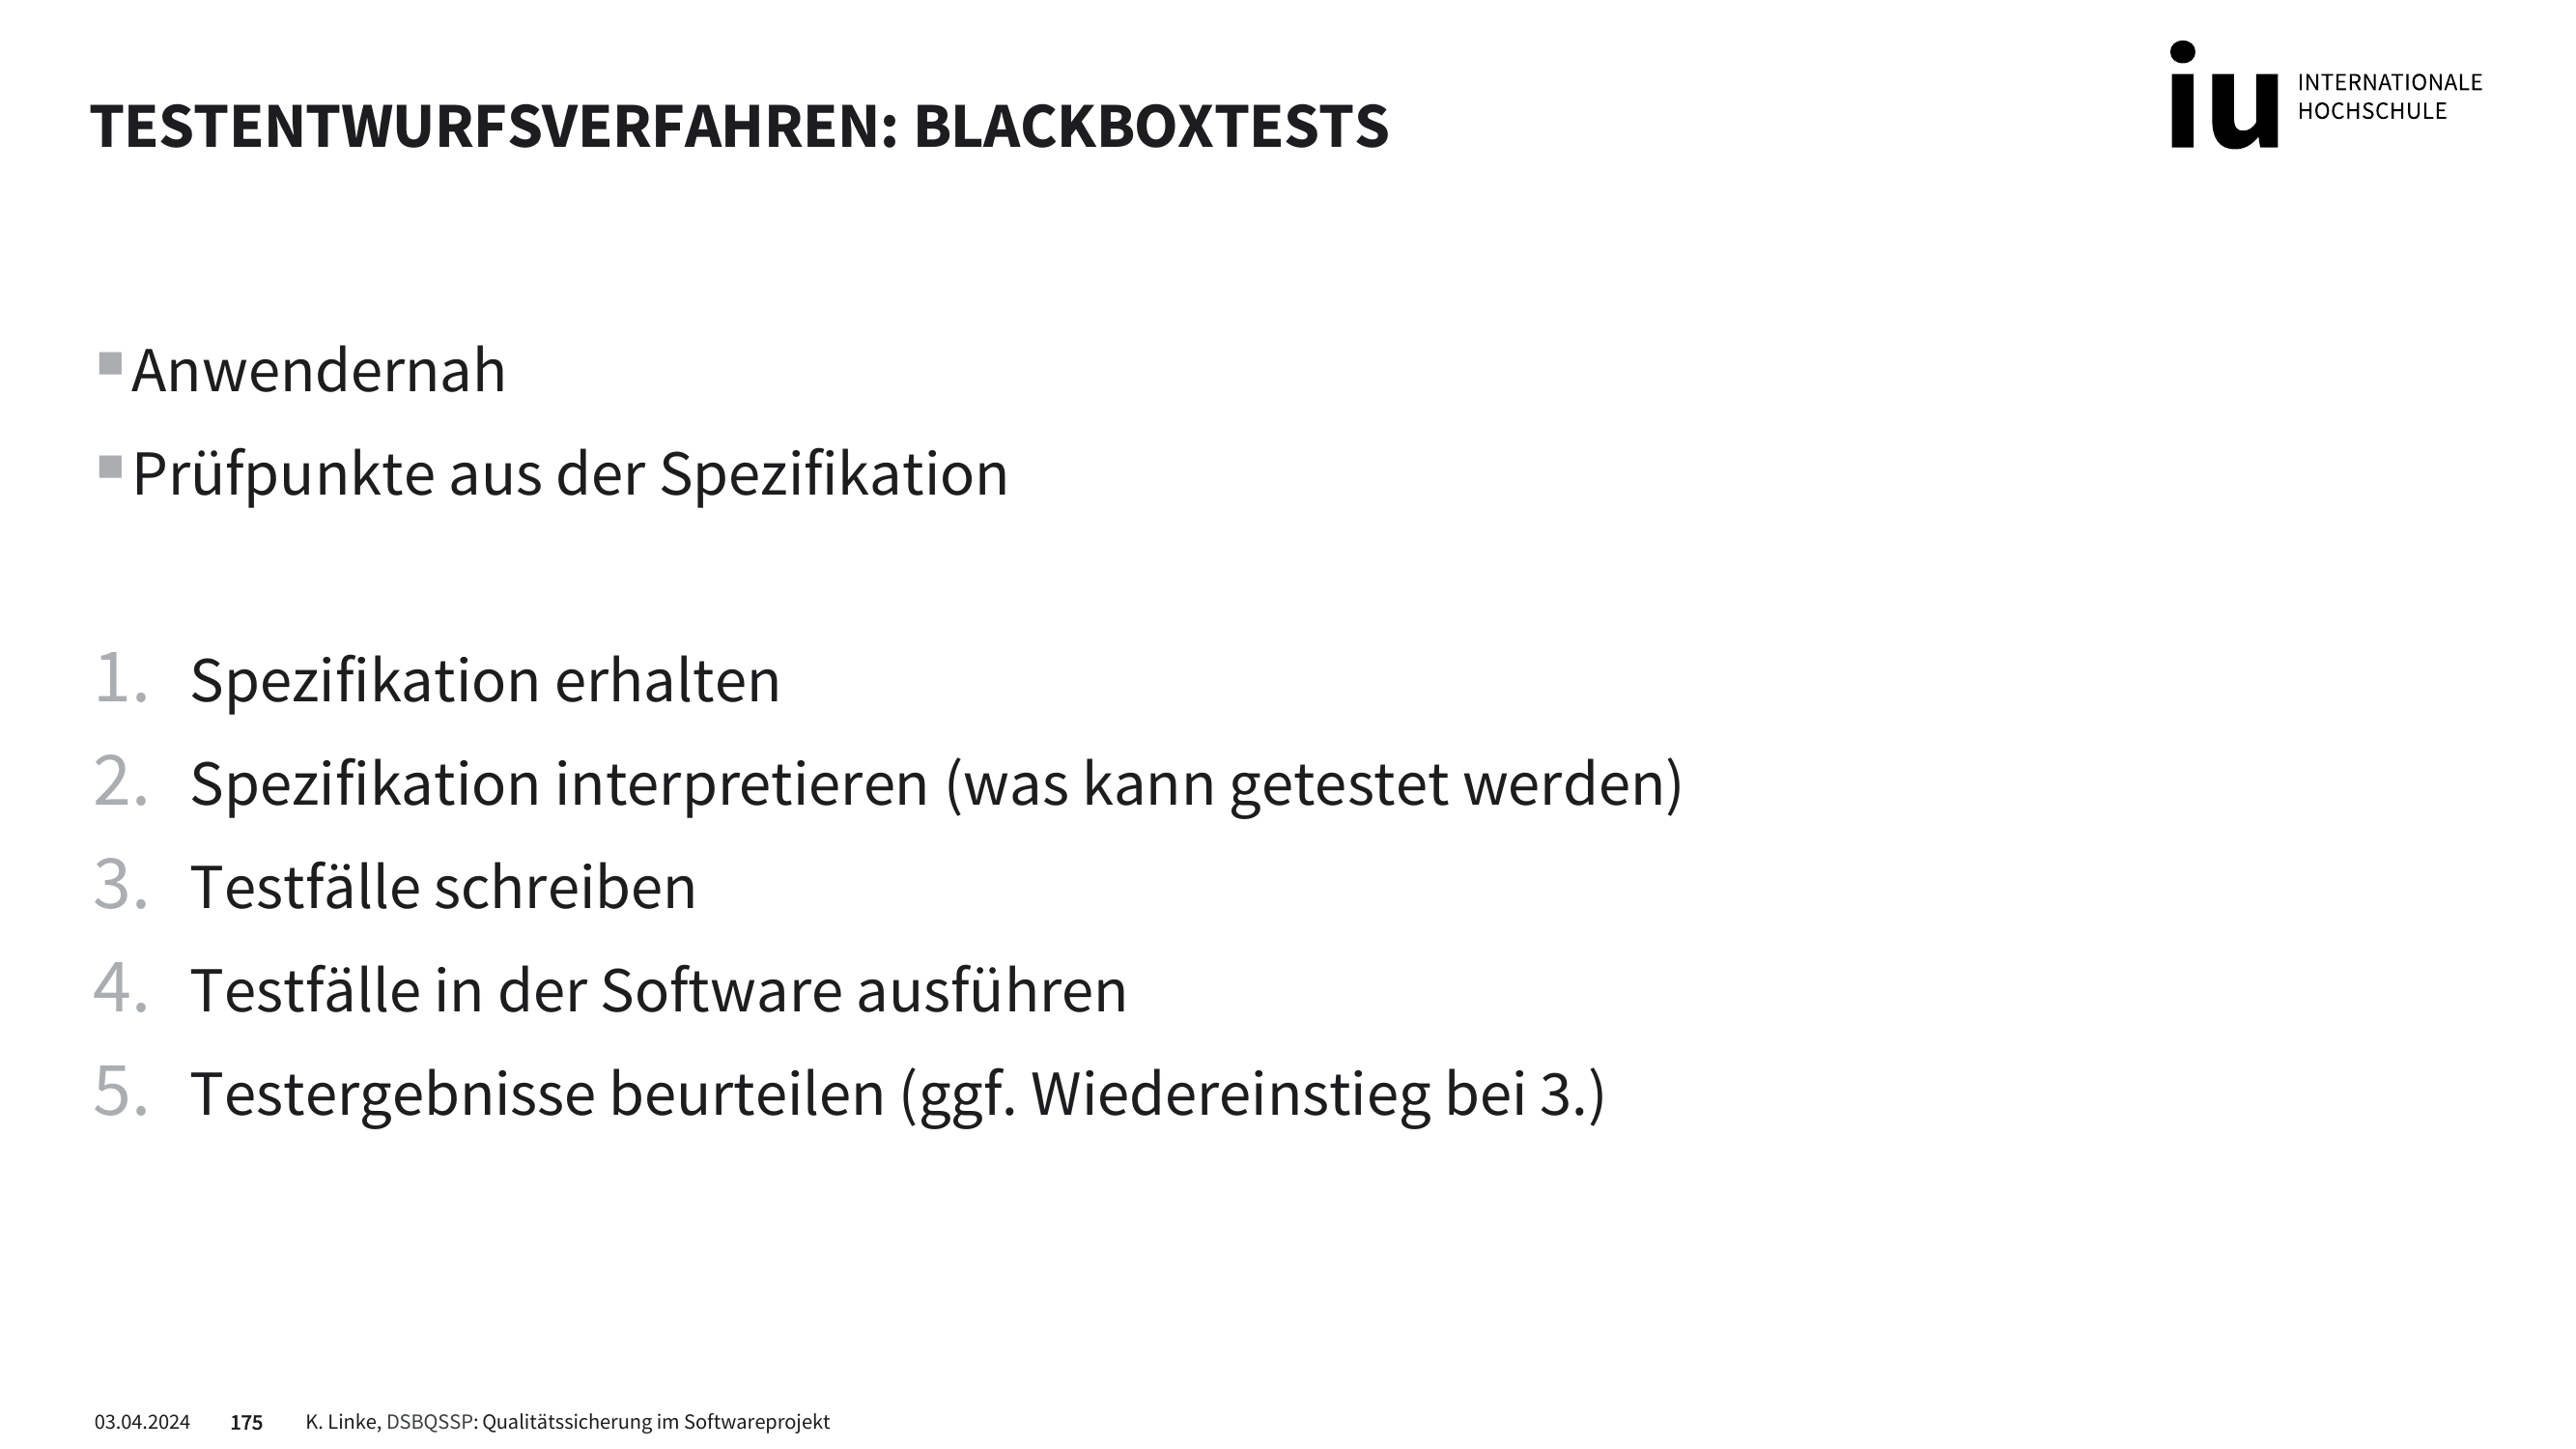 TESTENTWURFSVERFAHREN: BLACKBOXTESTS
iu INTERNATIONALE
HOCHSCHULE
Anwendernah
Prüfpunkte aus der Spezifikation
1. Spezifikation erhalten
2. Spezifikation interpretieren (was kann getestet werden)
3. Testfälle schreiben
4. Testfälle in der Software ausführen
5. Testergebnisse beurteilen (ggf. Wiedereinstieg bei 3.)
03.04.2024 175 K. Linke, DSBQSSP: Qualitätssicherung im Softwareprojekt